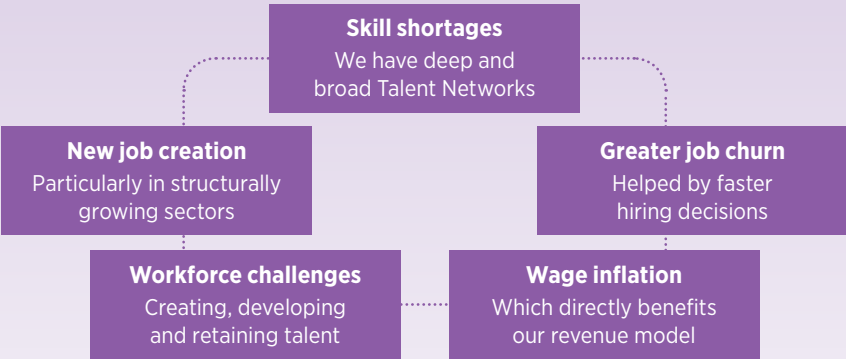 Skill shortages
We have deep and
broad Talent Networks
New job creation
Particularly in structurally
growing sectors
Greater job churn
Helped by faster
hiring decisions
Workforce challenges
Creating, developing
and retaining talent
Wage inflation
Which directly benefits
our revenue model